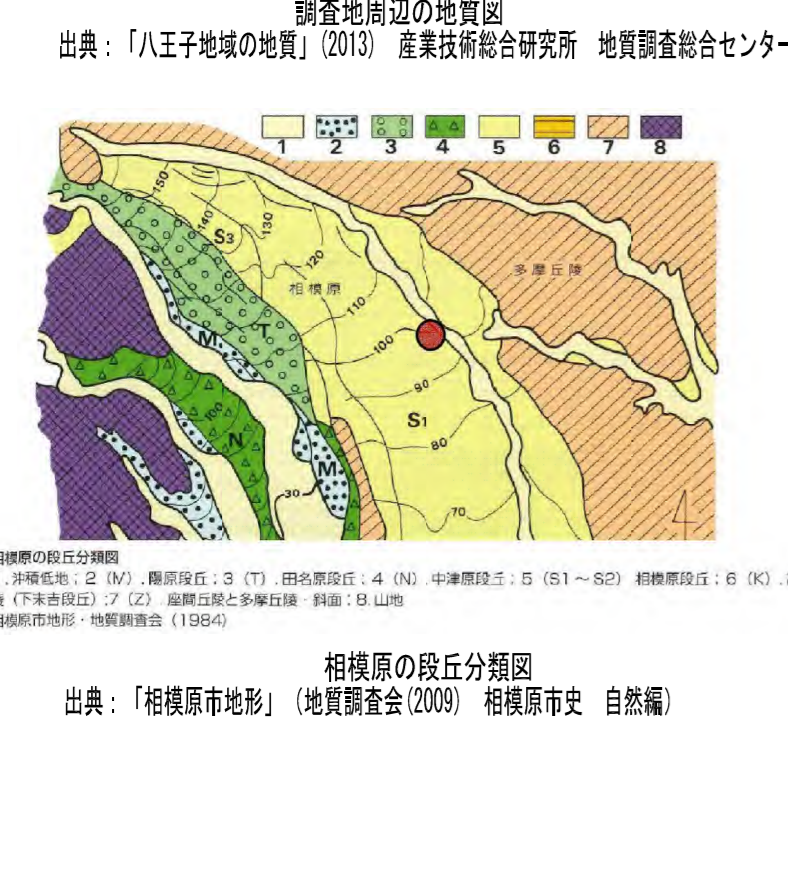 調査地周辺の地質図
出典：「八王子地域の地質」(2013)　産業技術総合研究所　地質調査総合センター
1 2 3 4 5 6 7 8
150
140
130
S3
120
多摩丘陵
相模原
110
M
T
100
90
100
S1
N
80
M
30
70
相模原の段丘分類図
.沖積低地；2（M）.陽原段丘；3（T）.田名原段丘；4（N）.中津原段丘；5（S1～S2） 相模原段丘；6（K）.
（下末吉段丘）;7（Z）.座間丘陵と多摩丘陵・斜面；8.山地
相模原市地形・地質調査会（1984）
相模原の段丘分類図
出典：「相模原市地形」（地質調査会(2009)　相模原市史　自然編）